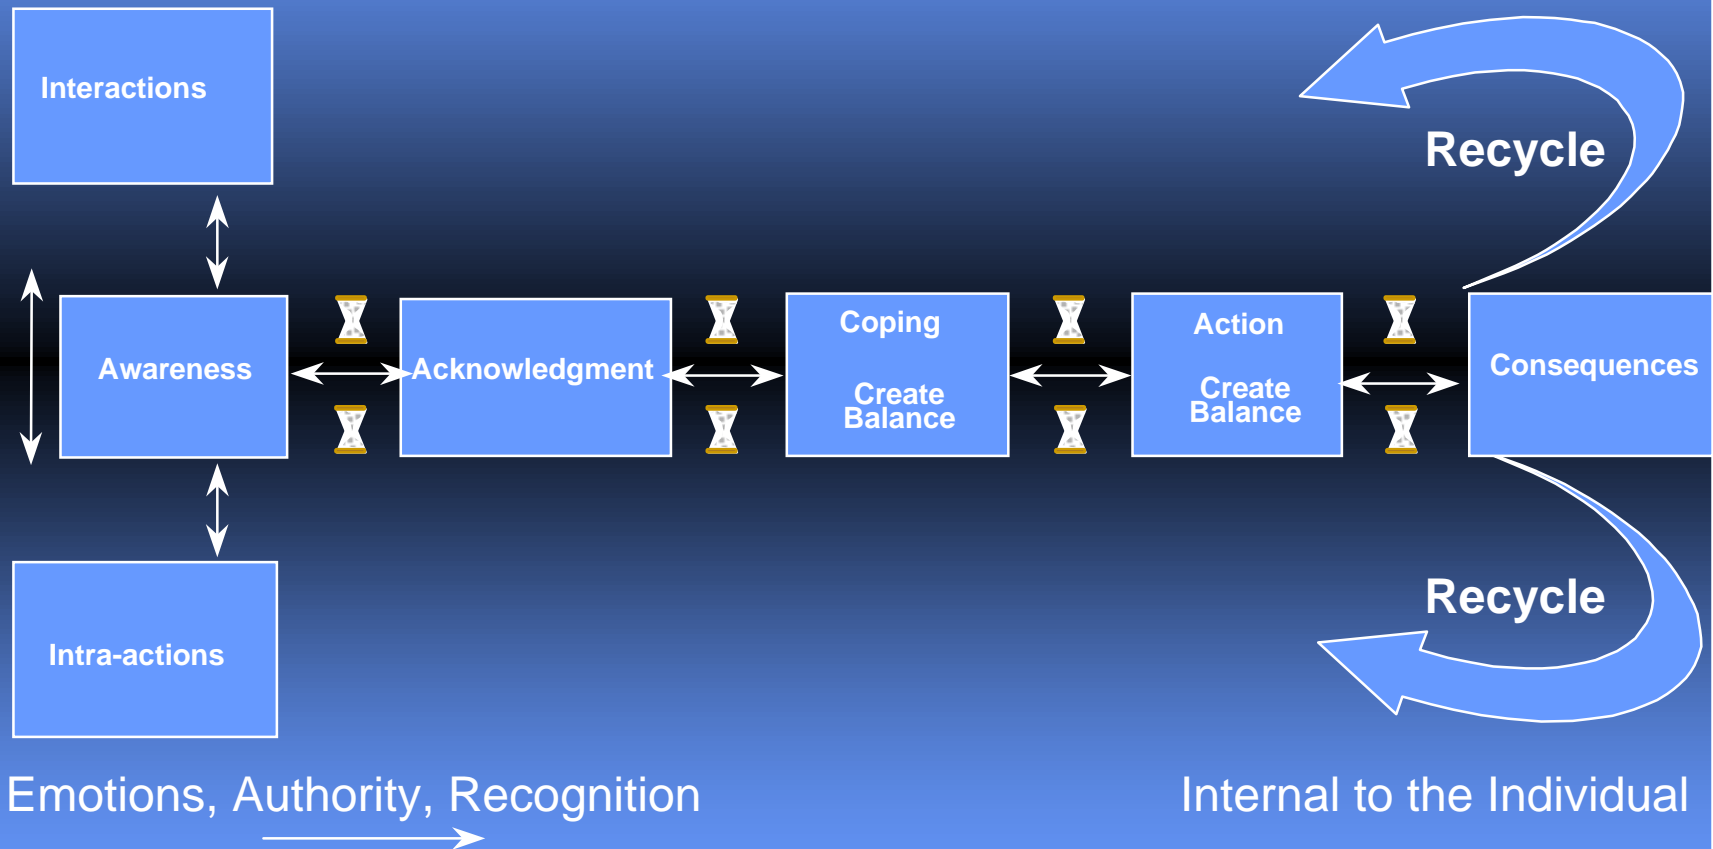 Interactions
Recycle
Awareness
Acknowledgment
Coping
Create
Balance
Action
Create
Balance
Consequences
Recycle
Intra-actions
Emotions, Authority, Recognition
Internal to the Individual